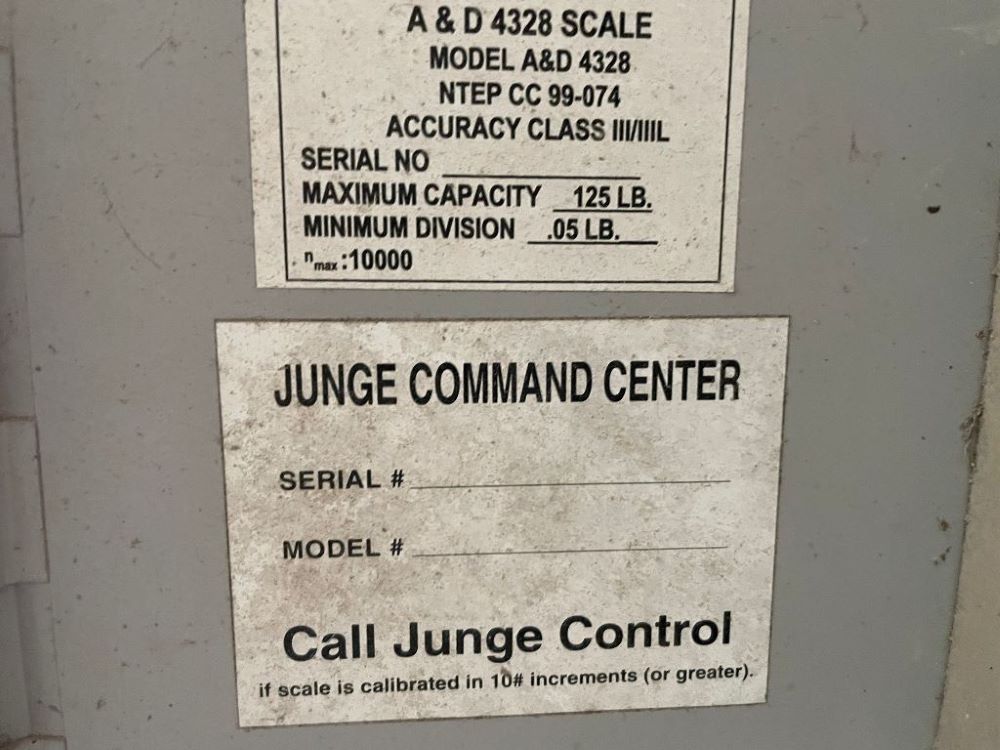 A & D 4328 SCALE
MODEL A&D 4328
NTEP CC 99-074
ACCURACY CLASS III/IIIL
SERIAL NO
MAXIMUM CAPACITY 125 LB.
MINIMUM DIVISION .05 LB.
nmax :10000
JUNGE COMMAND CENTER
SERIAL #
MODEL #
Call Junge Control
if scale is calibrated in 10# increments (or greater).